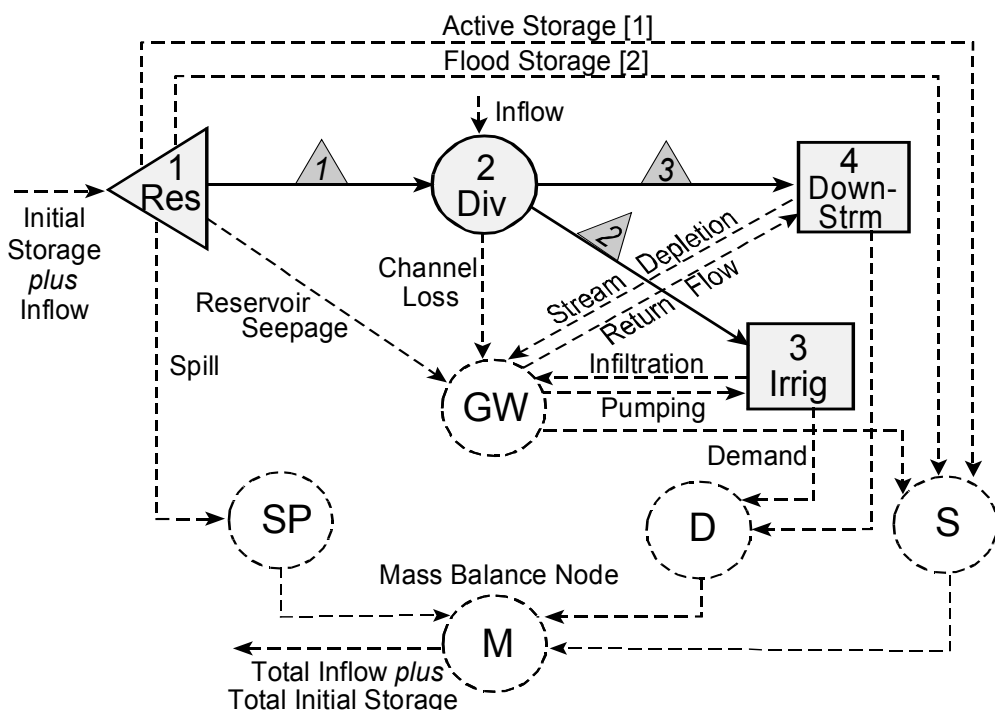 Active Storage [1]
Flood Storage [2]
Inflow
1
Res
1
2
Div
3
4
Down-
Strm
Initial
Storage
plus
Inflow
2
Channel
Loss
Stream Depletion
Return Flow
Reservoir
Seepage
Spill
3
Irrig
Infiltration
Pumping
GW
Demand
SP
D
S
Mass Balance Node
M
Total Inflow plus
Total Initial Storage